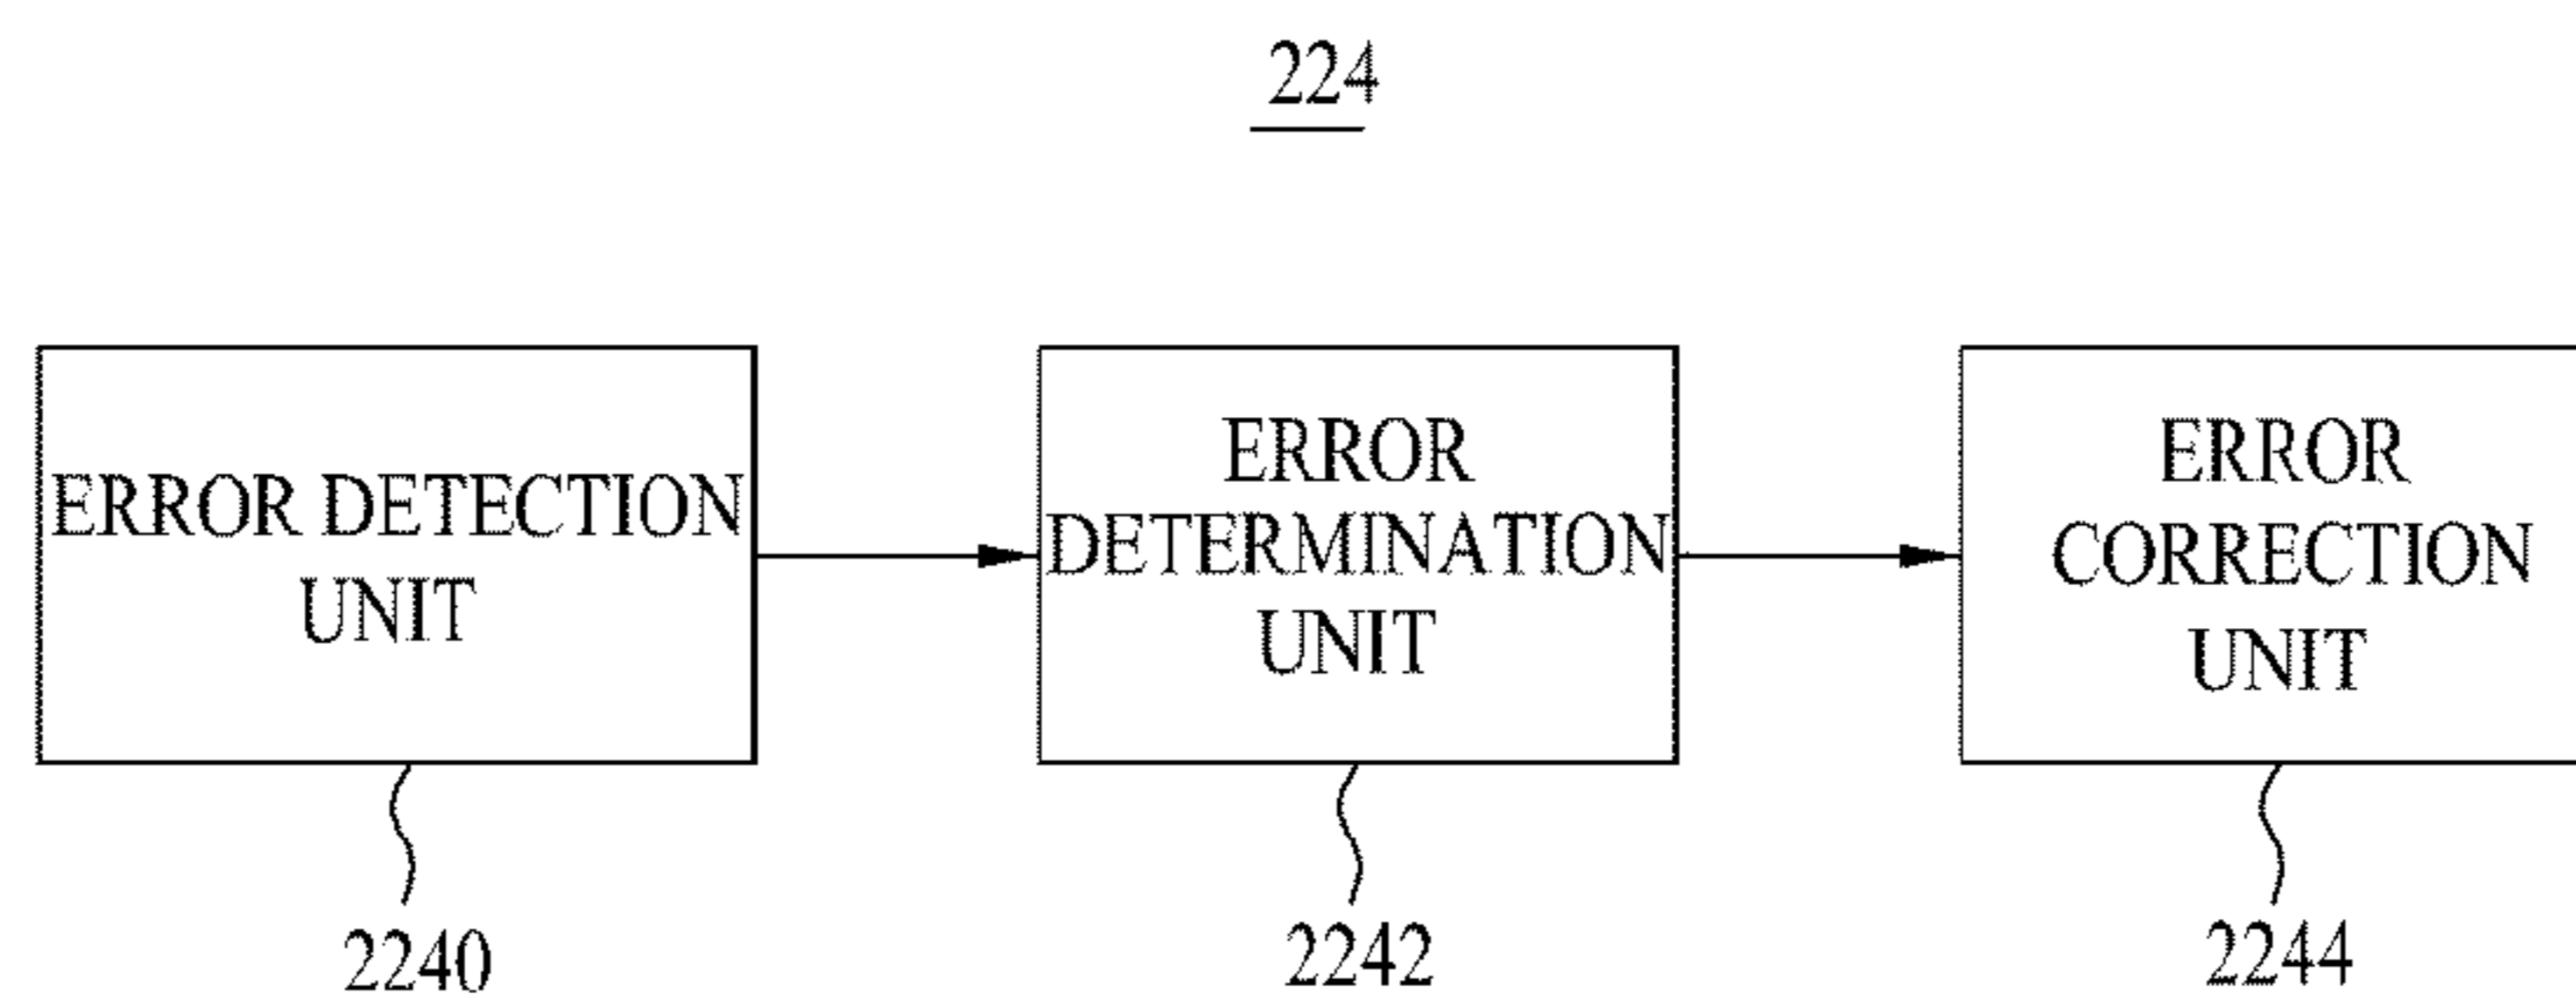 224
ERROR DETECTION
UNIT
ERROR
DETERMINATION
UNIT
ERROR
CORRECTION
UNIT
2240
2242
2244